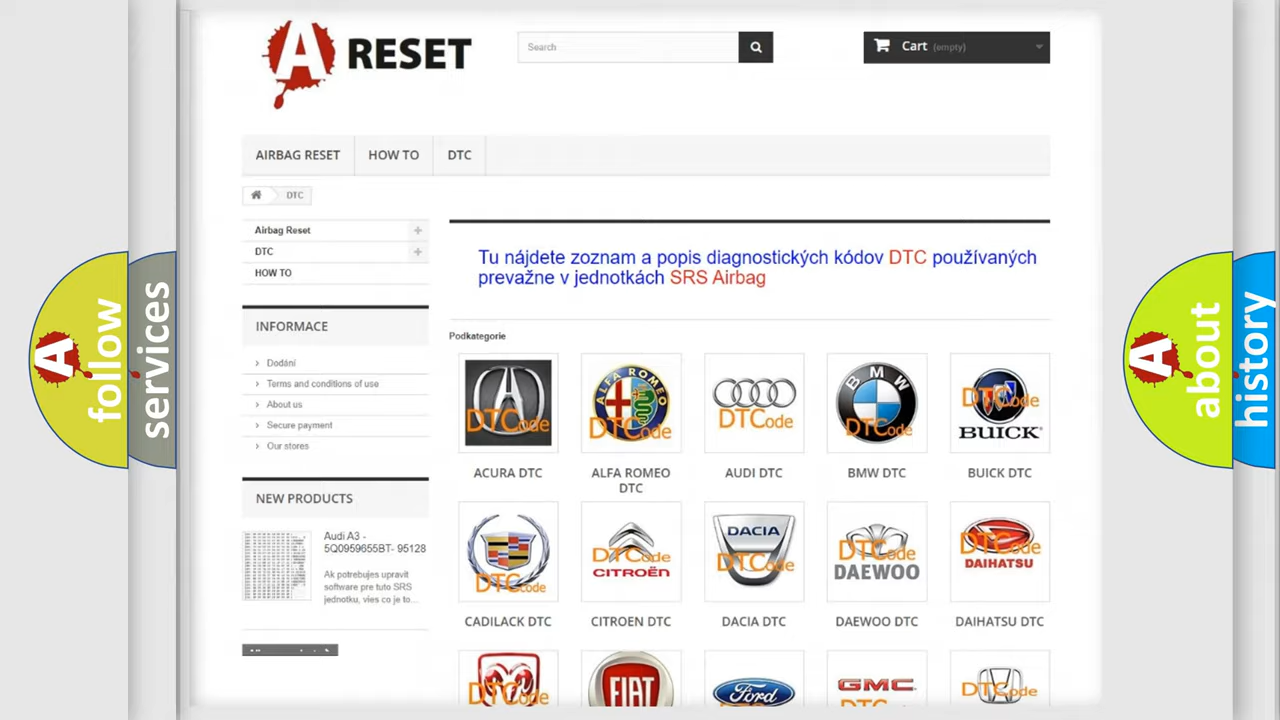 A RESET
Search
Cart (empty)
AIRBAG RESET
HOW TO
DTC
DTC
Airbag Reset
DTC
HOW TO
Tu nájdete zoznam a popis diagnostických kódov DTC používaných
prevažne v jednotkách SRS Airbag
INFORMACE
Dodání
Terms and conditions of use
About us
Secure payment
Our stores
NEW PRODUCTS
Audi A3 -
5Q0959655BT- 95128
Ak potrebujes upravit
software pre tuto SRS
jednotku, vies co je to...
Podkategorie
DTCode
ALFA ROMEO
DTCode
DTCode
BMW
DTCode
DTCode
BUICK
ACURA DTC
ALFA ROMEO
DTC
AUDI DTC
BMW DTC
BUICK DTC
DTCode
DTCode
CITROËN
DACIA
DTCode
DTCode
DAEWOO
DTCode
DAIHATSU
CADILACK DTC
CITROEN DTC
DACIA DTC
DAEWOO DTC
DAIHATSU DTC
DTCode
FIAT
Ford
GMC
DTCode
A follow
services
A about
history